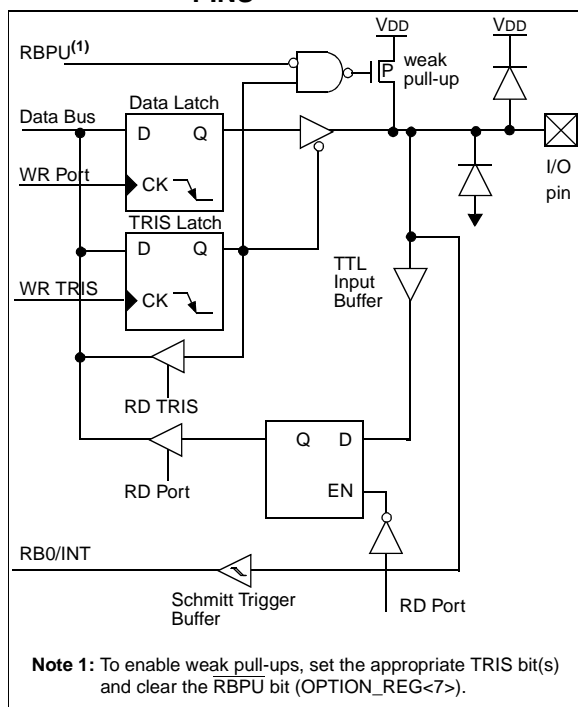 PINS
VDD
VDD
RBPU(1)
P
weak
pull-up
Data Latch
Data Bus
D
Q
WR Port
CK
I/O
pin
TRIS Latch
D
Q
TTL
Input
Buffer
WR TRIS
CK
RD TRIS
Q
D
RD Port
EN
RB0/INT
Schmitt Trigger
Buffer
RD Port
Note 1: To enable weak pull-ups, set the appropriate TRIS bit(s)
and clear the RBPU bit (OPTION_REG<7>).